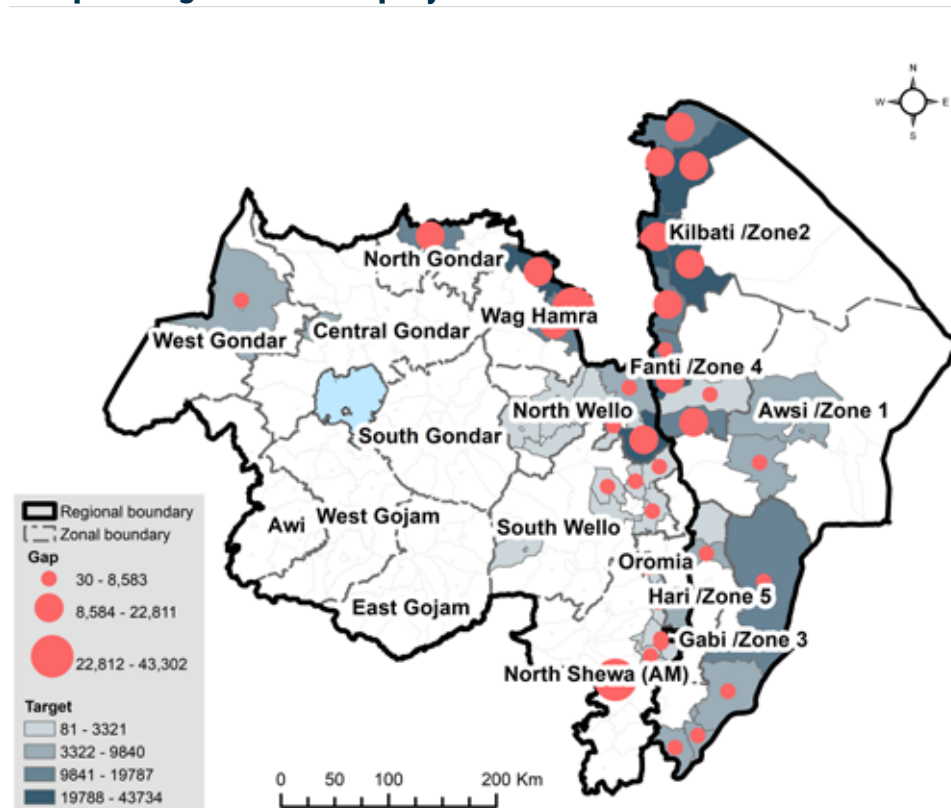 N
W E
S
Kilbati /Zone2
North Gondar
Wag Hamra
Central Gondar
West Gondar
Fanti /Zone 4
North Wello
Awsi /Zone 1
South Gondar
West Gojam
Awi
South Wello
Oromia
Hari /Zone 5
East Gojam
Gabi /Zone 3
North Shewa (AM)
Regional boundary
Zonal boundary
Gap
30 - 8,583
8,584 - 22,811
22,812 - 43,302
Target
81 - 3321
3322 - 9840
9841 - 19787
19788 - 43734
0 50 100 200 Km